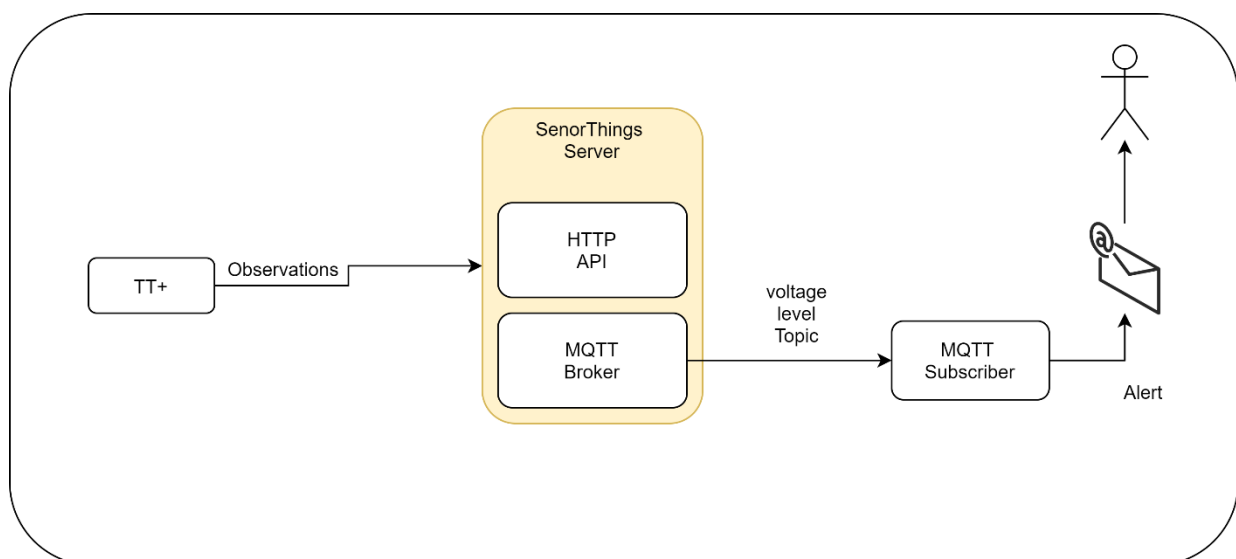 SenorThings
Server
HTTP
API
TT+
Observations
MQTT
Broker
voltage
level
Topic
MQTT
Subscriber
@
Alert